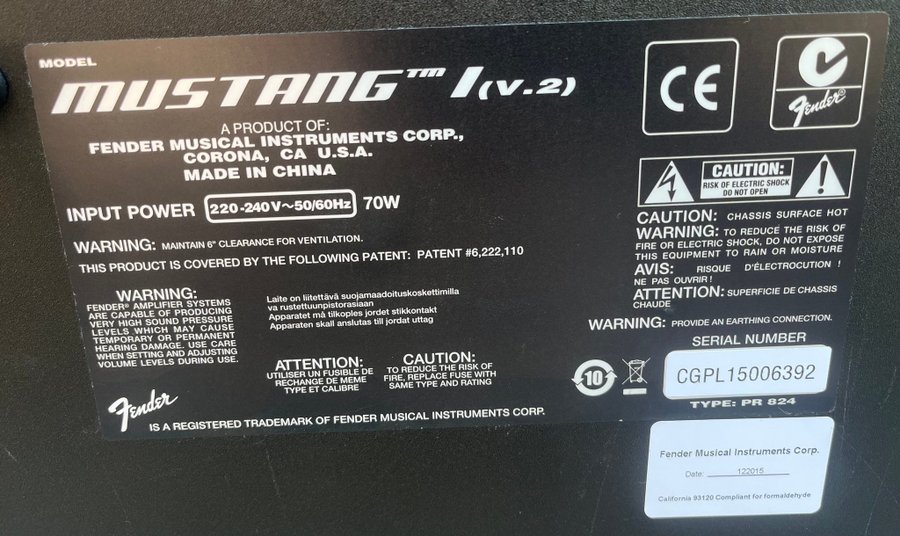 MODEL
MUSTANG™ I (V.2)
A PRODUCT OF:
FENDER MUSICAL INSTRUMENTS CORP.,
CORONA, CA U.S.A.
MADE IN CHINA
INPUT POWER 220-240V~50/60Hz 70W
WARNING: MAINTAIN 6" CLEARANCE FOR VENTILATION.
THIS PRODUCT IS COVERED BY THE FOLLOWING PATENT: PATENT #6,222,110
WARNING:
FENDER® AMPLIFIER SYSTEMS
ARE CAPABLE OF PRODUCING
VERY HIGH SOUND PRESSURE
LEVELS WHICH MAY CAUSE
TEMPORARY OR PERMANENT
HEARING DAMAGE. USE CARE
WHEN SETTING AND ADJUSTING
VOLUME LEVELS DURING USE.
Laite on liitettävä suojamaadoituskoskettimilla
va rustettuunpistorasiaan
Apparatet må tilkoples jordet stikkontakt
Apparaten skall anslutas till jordat uttag
ATTENTION:
UTILISER UN FUSIBLE DE
RECHANGE DE MEME
TYPE ET CALIBRE
CAUTION:
TO REDUCE THE RISK OF
FIRE, REPLACE FUSE WITH
SAME TYPE AND RATING
Fender
IS A REGISTERED TRADEMARK OF FENDER MUSICAL INSTRUMENTS CORP.
CE
Fender®
CAUTION:
RISK OF ELECTRIC SHOCK
DO NOT OPEN
CAUTION: CHASSIS SURFACE HOT
WARNING: TO REDUCE THE RISK OF
FIRE OR ELECTRIC SHOCK, DO NOT EXPOSE
THIS EQUIPMENT TO RAIN OR MOISTURE
AVIS: RISQUE D'ÉLECTROCUTION !
NE PAS OUVRIR!
ATTENTION: SUPERFICIE DE CHASSIS
CHAUDE
WARNING: PROVIDE AN EARTHING CONNECTION.
SERIAL NUMBER
10
CGPL15006392
TYPE: PR 824
Fender Musical Instruments Corp.
Date: 122015
California 93120 Compliant for formaldehyde